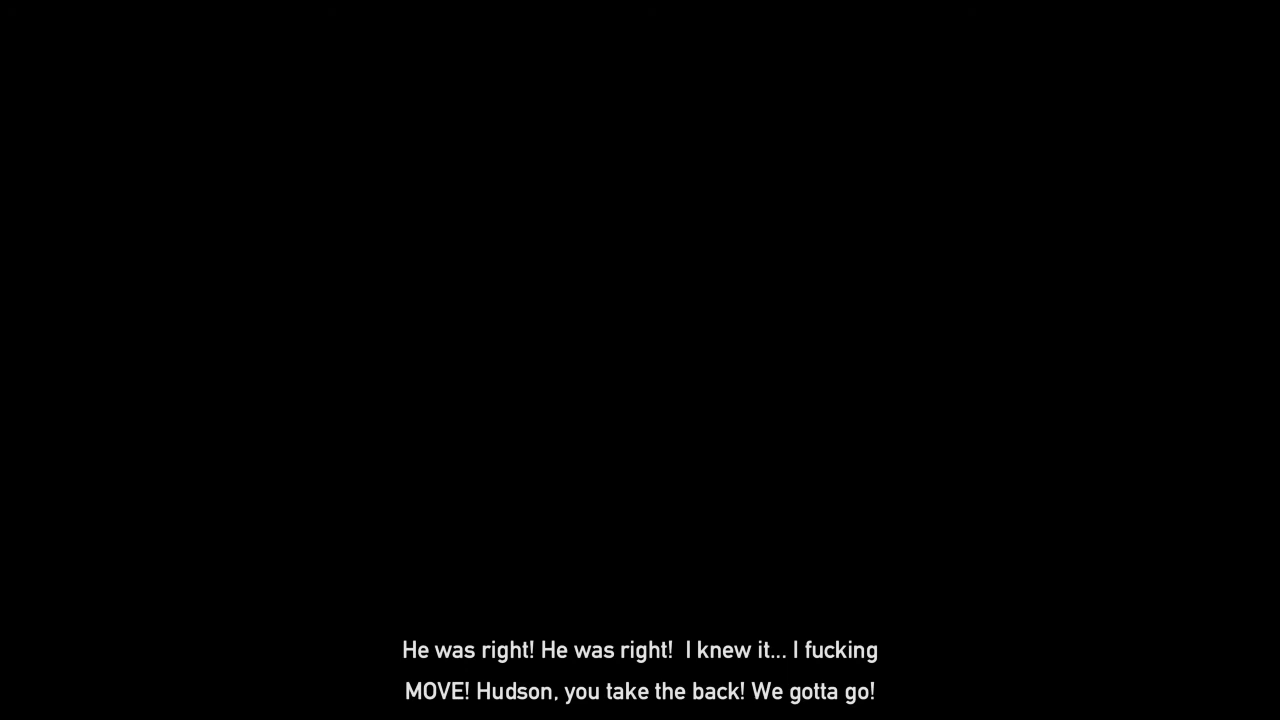 He was right! He was right!  I knew it... I fucking
MOVE! Hudson, you take the back! We gotta go!